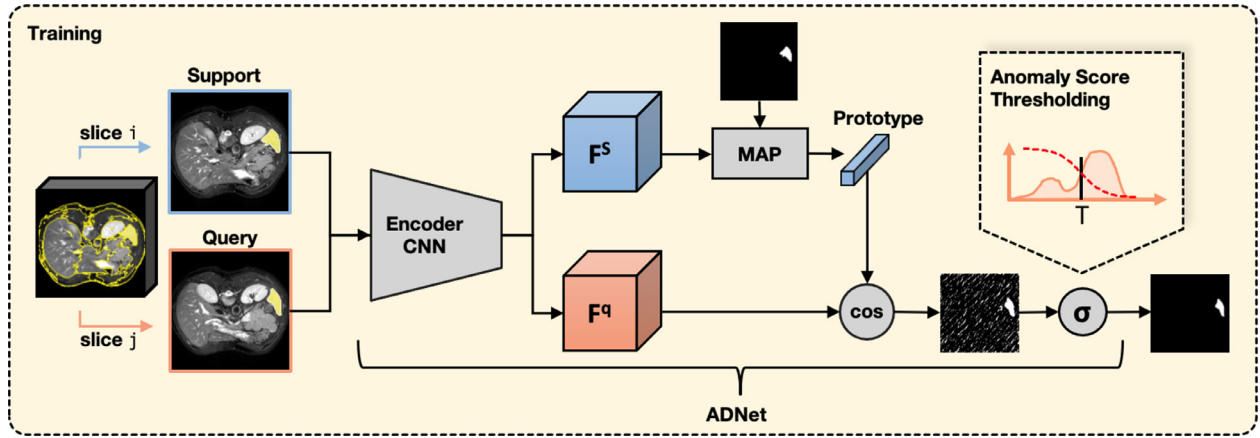 Training
Support
slice i
Query
slice j
Encoder
CNN
F^S
F^q
MAP
Prototype
cos
Anomaly Score
Thresholding
T
σ
ADNet